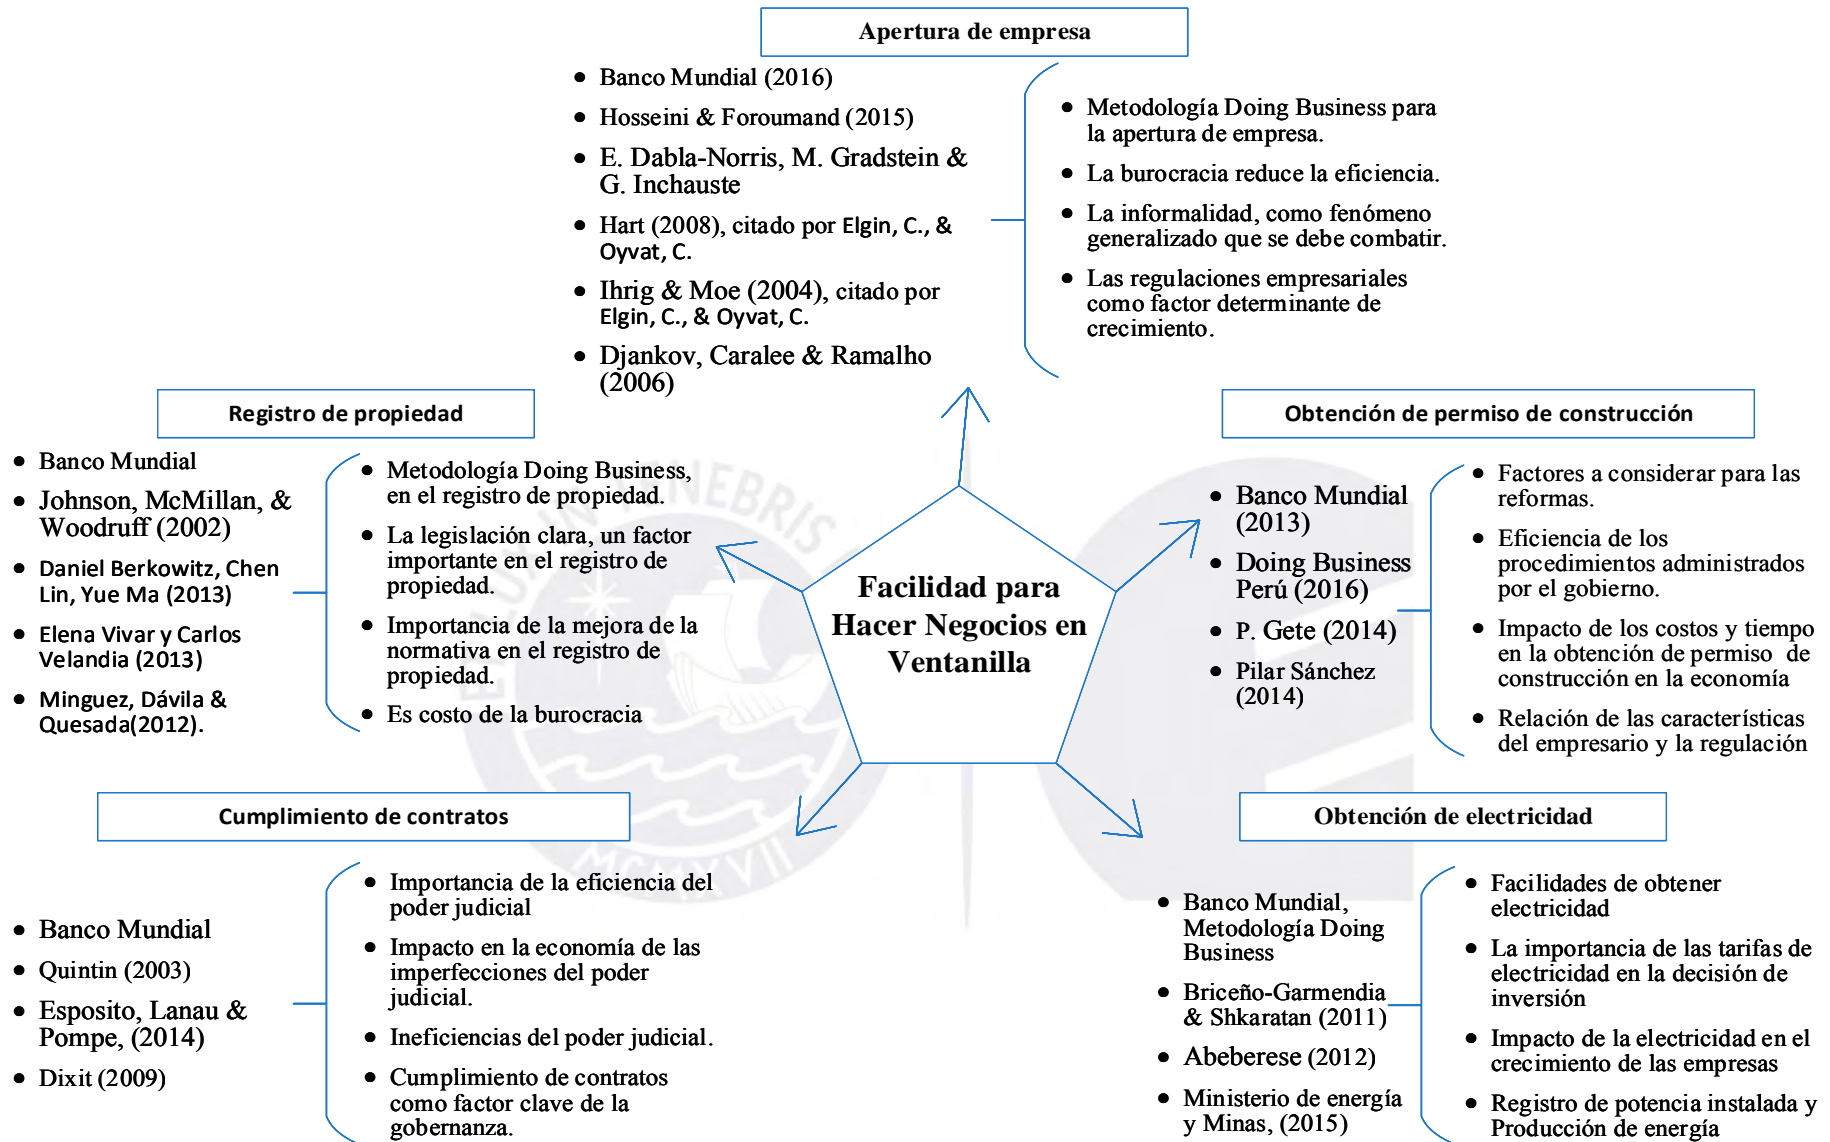 Apertura de empresa
• Banco Mundial (2016)
• Hosseini & Foroumand (2015)
• E. Dabla-Norris, M. Gradstein &
G. Inchauste
• Hart (2008), citado por Elgin, C., &
Oyvat, C.
• Ihrig & Moe (2004), citado por
Elgin, C., & Oyvat, C.
• Djankov, Caralee & Ramalho
(2006)
• Metodología Doing Business para
la apertura de empresa.
• La burocracia reduce la eficiencia.
• La informalidad, como fenómeno
generalizado que se debe combatir.
• Las regulaciones empresariales
como factor determinante de
crecimiento.
Registro de propiedad
• Banco Mundial
• Johnson, McMillan, &
Woodruff (2002)
• Daniel Berkowitz, Chen
Lin, Yue Ma (2013)
• Elena Vivar y Carlos
Velandia (2013)
• Minguez, Dávila &
Quesada(2012).
• Metodología Doing Business,
en el registro de propiedad.
• La legislación clara, un factor
importante en el registro de
propiedad.
• Importancia de la mejora de la
normativa en el registro de
propiedad.
• Es costo de la burocracia
Facilidad para
Hacer Negocios en
Ventanilla
Obtención de permiso de construcción
• Banco Mundial
(2013)
• Doing Business
Perú (2016)
• P. Gete (2014)
• Pilar Sánchez
(2014)
• Factores a considerar para las
reformas.
• Eficiencia de los
procedimientos administrados
por el gobierno.
• Impacto de los costos y tiempo
en la obtención de permiso de
construcción en la economía
• Relación de las características
del empresario y la regulación
Cumplimiento de contratos
• Banco Mundial
• Quintin (2003)
• Esposito, Lanau &
Pompe, (2014)
• Dixit (2009)
• Importancia de la eficiencia del
poder judicial
• Impacto en la economía de las
imperfecciones del poder
judicial.
• Ineficiencias del poder judicial.
• Cumplimiento de contratos
como factor clave de la
gobernanza.
Obtención de electricidad
• Banco Mundial,
Metodología Doing
Business
• Briceño-Garmendia
& Shkaratan (2011)
• Abeberese (2012)
• Ministerio de energía
y Minas, (2015)
• Facilidades de obtener
electricidad
• La importancia de las tarifas de
electricidad en la decisión de
inversión
• Impacto de la electricidad en el
crecimiento de las empresas
• Registro de potencia instalada y
Producción de energía
TENEBRIS
MCMXVII